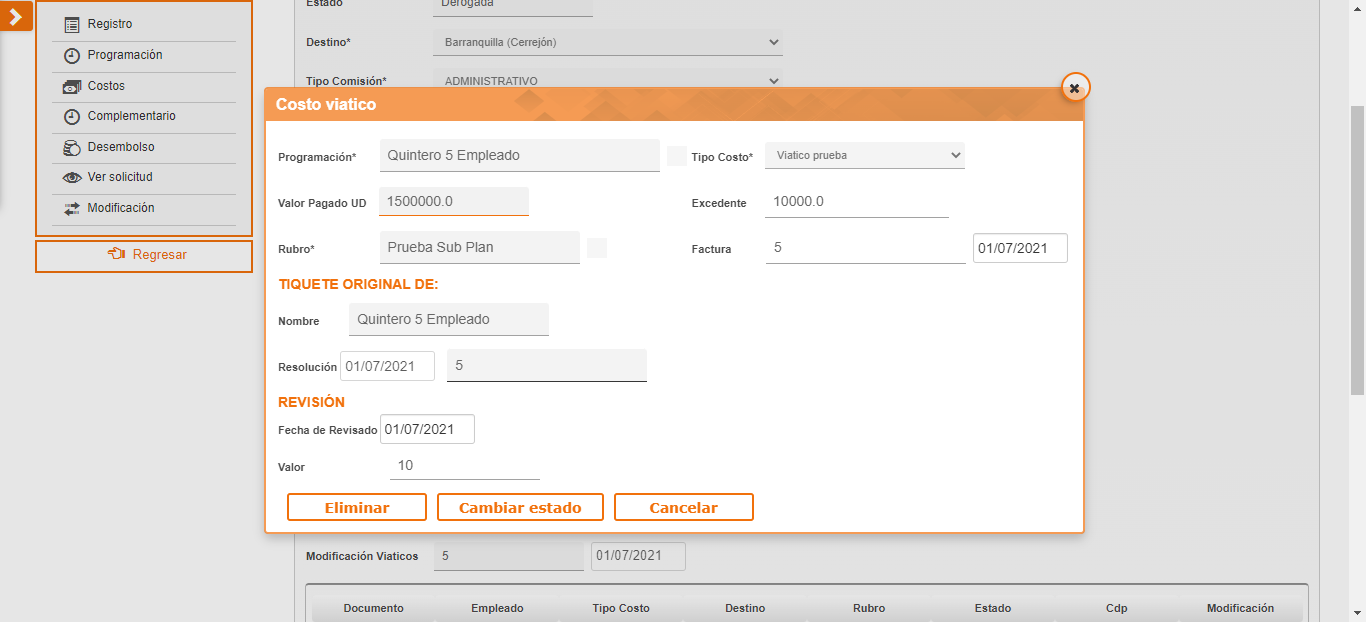 Estado Derogada
Registro
Destino* Barranquilla (Cerrejón)
Programación
Tipo Comisión* ADMINISTRATIVO
Costos
Complementario
Desembolso
Ver solicitud
Modificación
Regresar
Costo viatico
Programación* Quintero 5 Empleado Tipo Costo* Viatico prueba
Valor Pagado UD 1500000.0 Excedente 10000.0
Rubro* Prueba Sub Plan Factura 5 01/07/2021
TIQUETE ORIGINAL DE:
Nombre Quintero 5 Empleado
Resolución 01/07/2021 5
REVISIÓN
Fecha de Revisado 01/07/2021
Valor 10
Eliminar Cambiar estado Cancelar
Modificación Viaticos 5 01/07/2021
Documento Empleado Tipo Costo Destino Rubro Estado Cdp Modificación